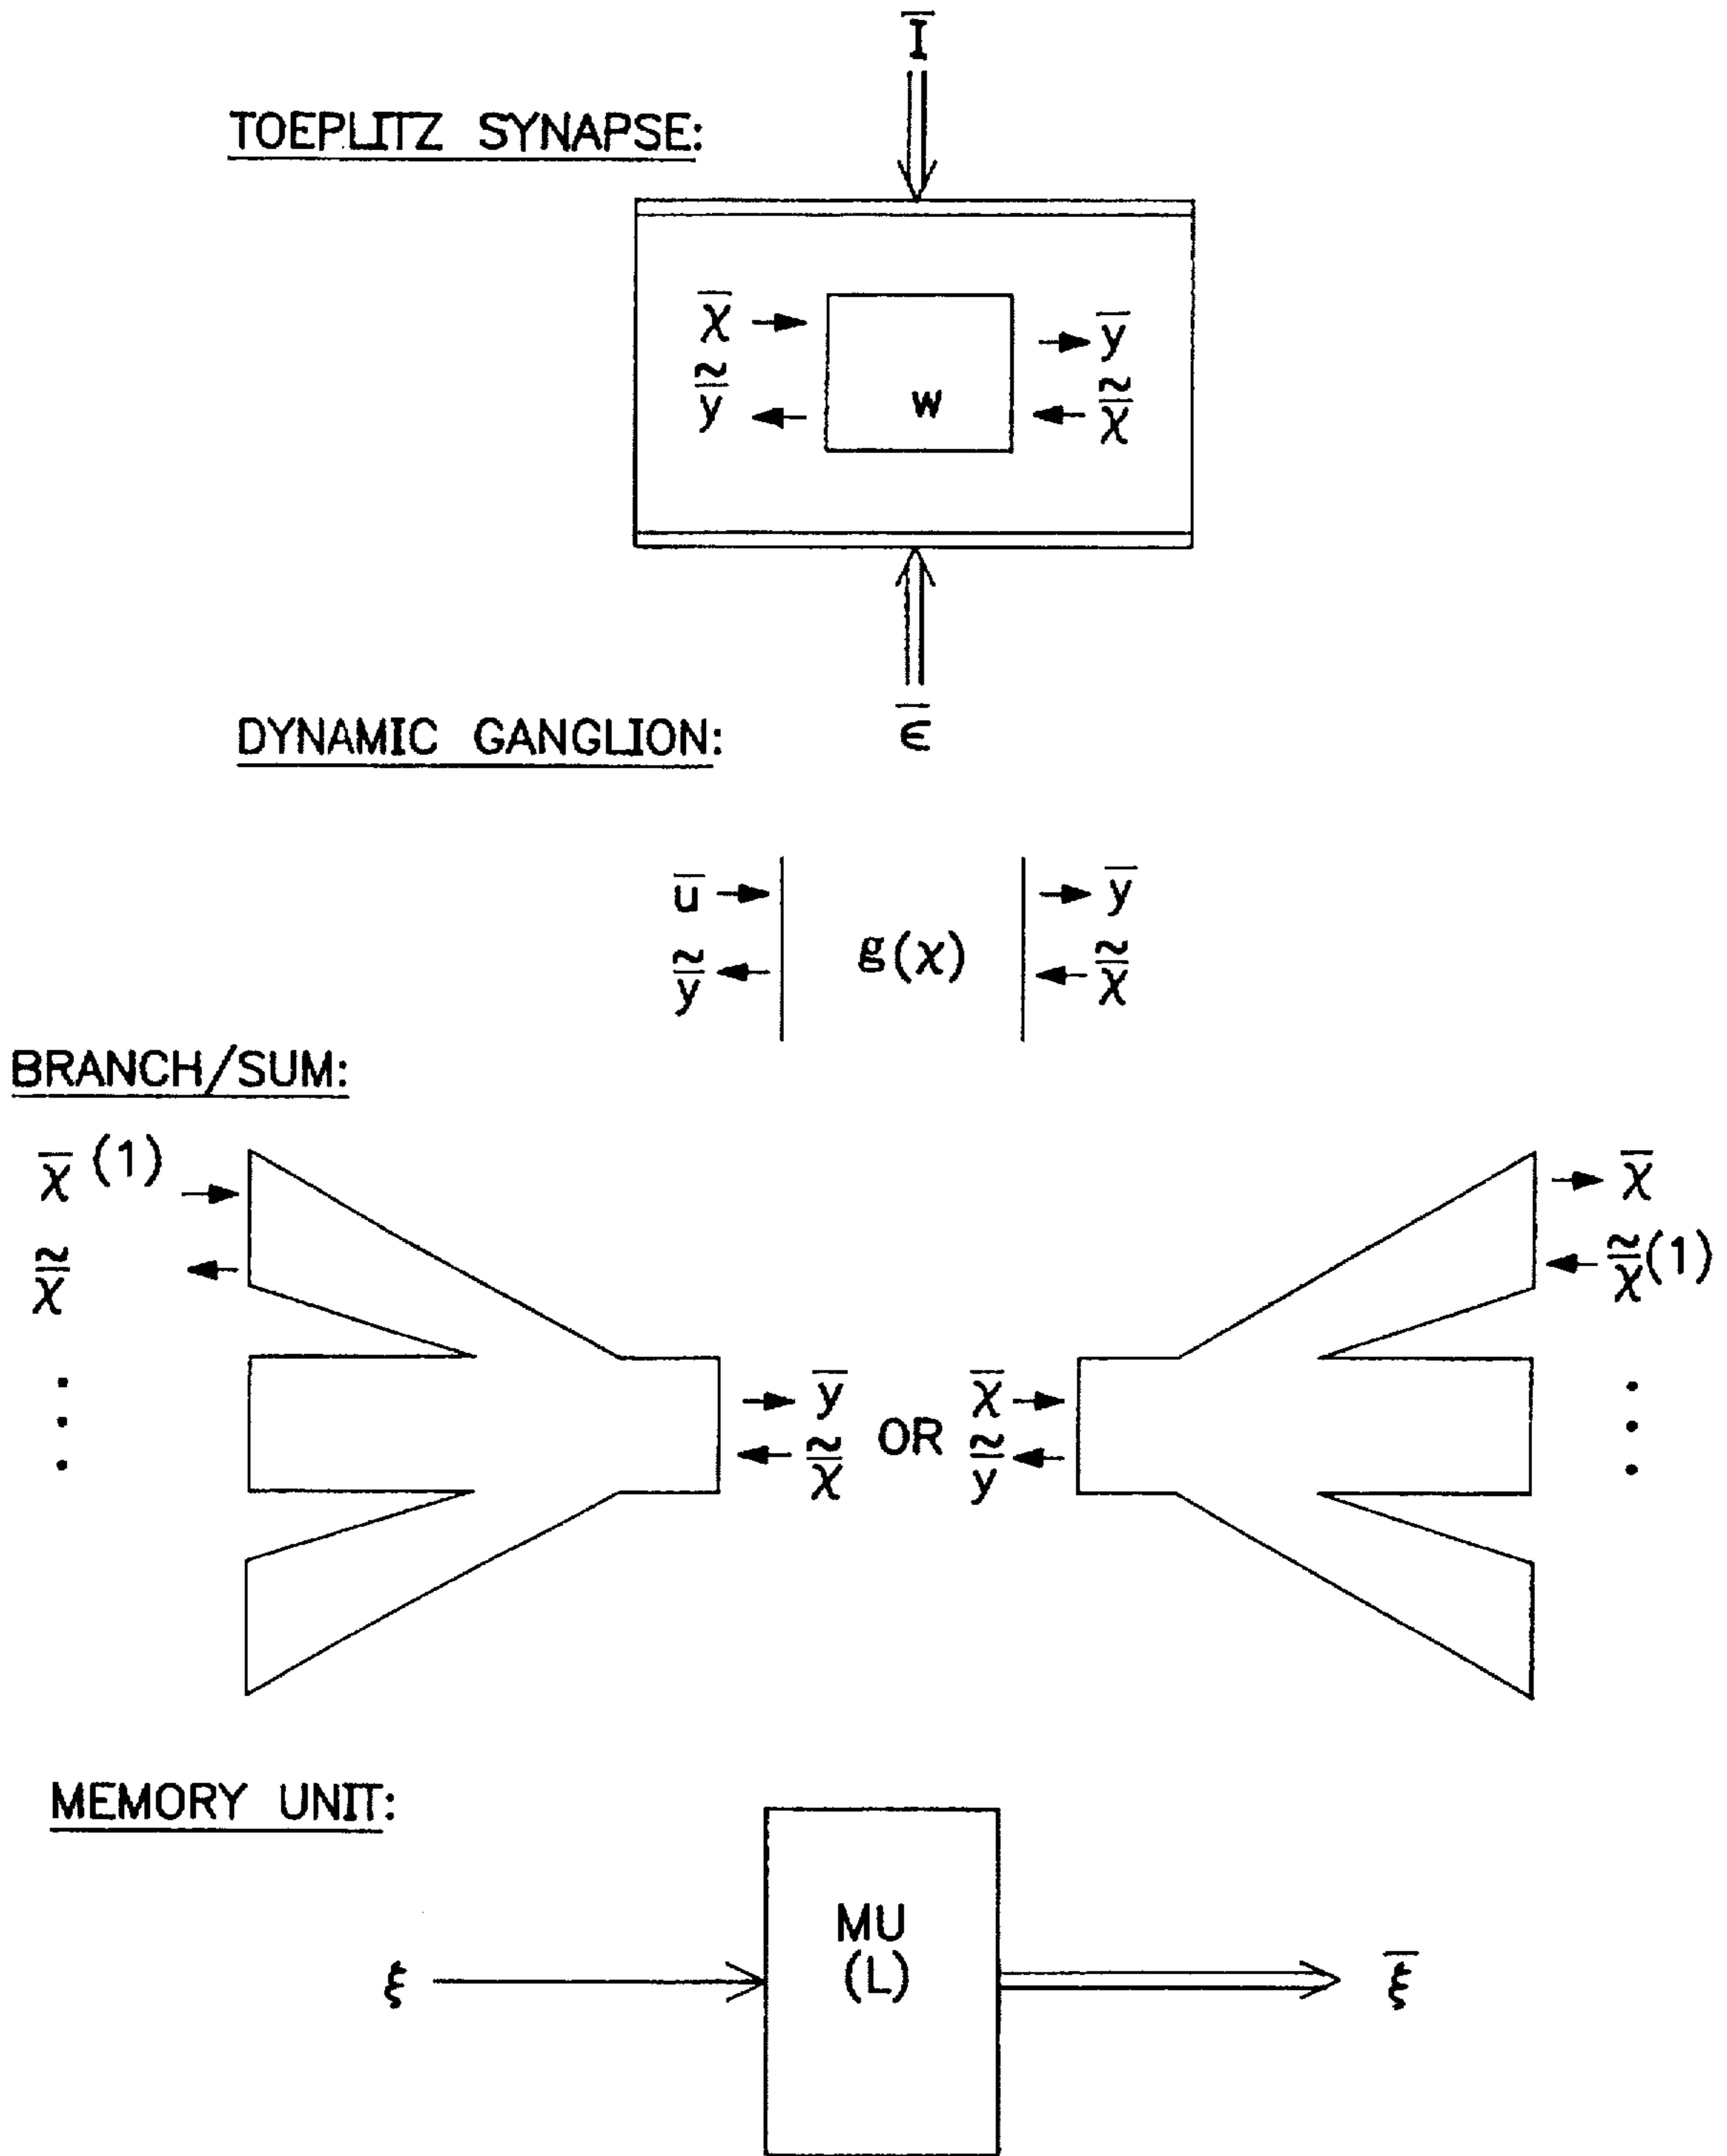 I̅
TOEPLITZ SYNAPSE:
χ̅
y̅
ỹ̅
w
χ̃̅
ϵ̅
DYNAMIC GANGLION:
u̅
y̅
g(χ)
ỹ̅
χ̃̅
BRANCH/SUM:
χ̅(1)
χ̅
χ̃̅
χ̃̅(1)
y̅
OR
χ̅
χ̃̅
ỹ̅
MEMORY UNIT:
MU
(L)
ξ
ξ̅